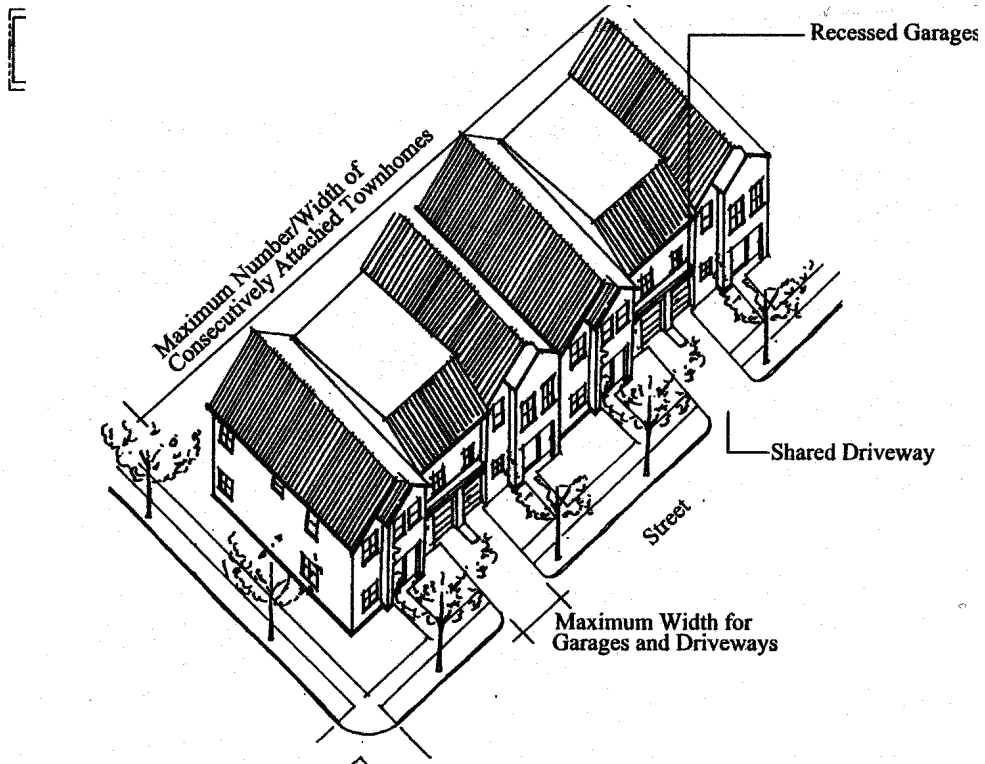 Recessed Garages
Maximum Number/Width of
Consecutively Attached Townhomes
Shared Driveway
Street
Maximum Width for
Garages and Driveways